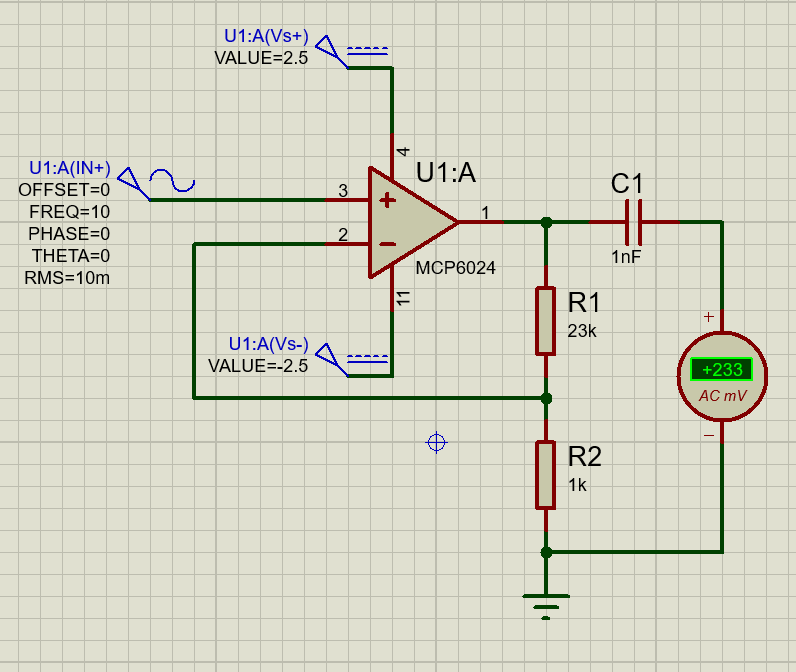 U1:A(Vs+)
VALUE=2.5
4
U1:A(IN+)
OFFSET=0
FREQ=10
PHASE=0
THETA=0
RMS=10m
3
2
1
U1:A
MCP6024
11
U1:A(Vs-)
VALUE=-2.5
C1
1nF
R1
23k
+
+233
AC mV
−
R2
1k